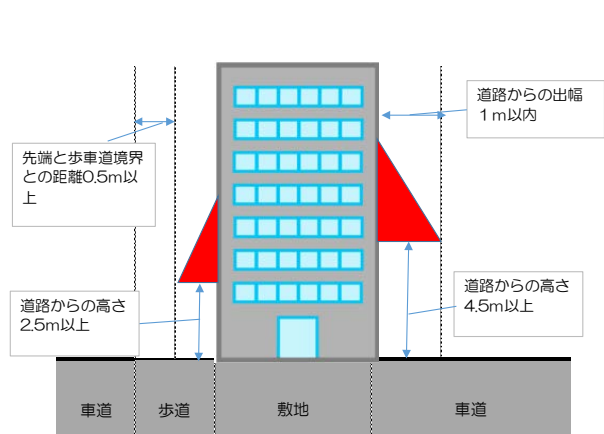 道路からの出幅
１ｍ以内
先端と歩車道境界
との距離0.5m以
上
道路からの高さ
2.5m以上
道路からの高さ
4.5m以上
車道
歩道
敷地
車道